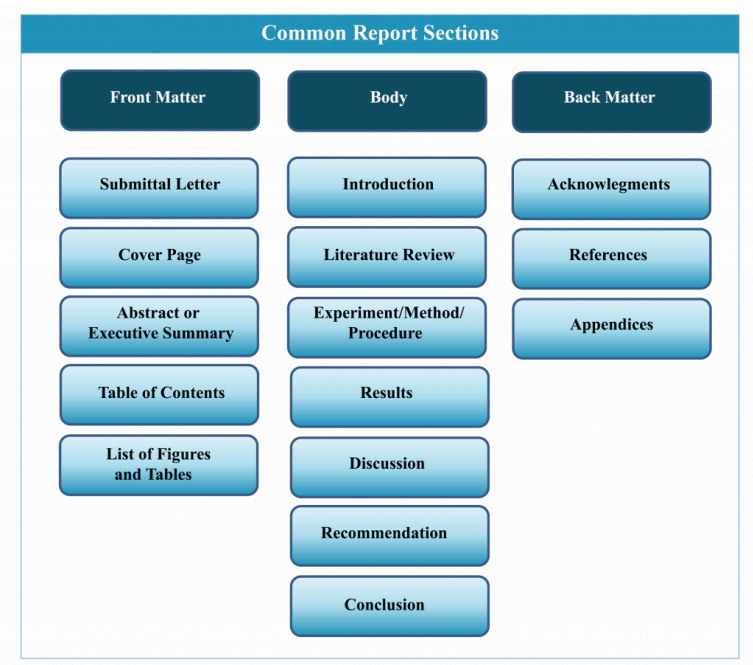 Common Report Sections
Front Matter
Body
Back Matter
Submittal Letter
Cover Page
Abstract or
Executive Summary
Table of Contents
List of Figures
and Tables
Introduction
Literature Review
Experiment/Method/
Procedure
Results
Discussion
Recommendation
Conclusion
Acknowlegments
References
Appendices